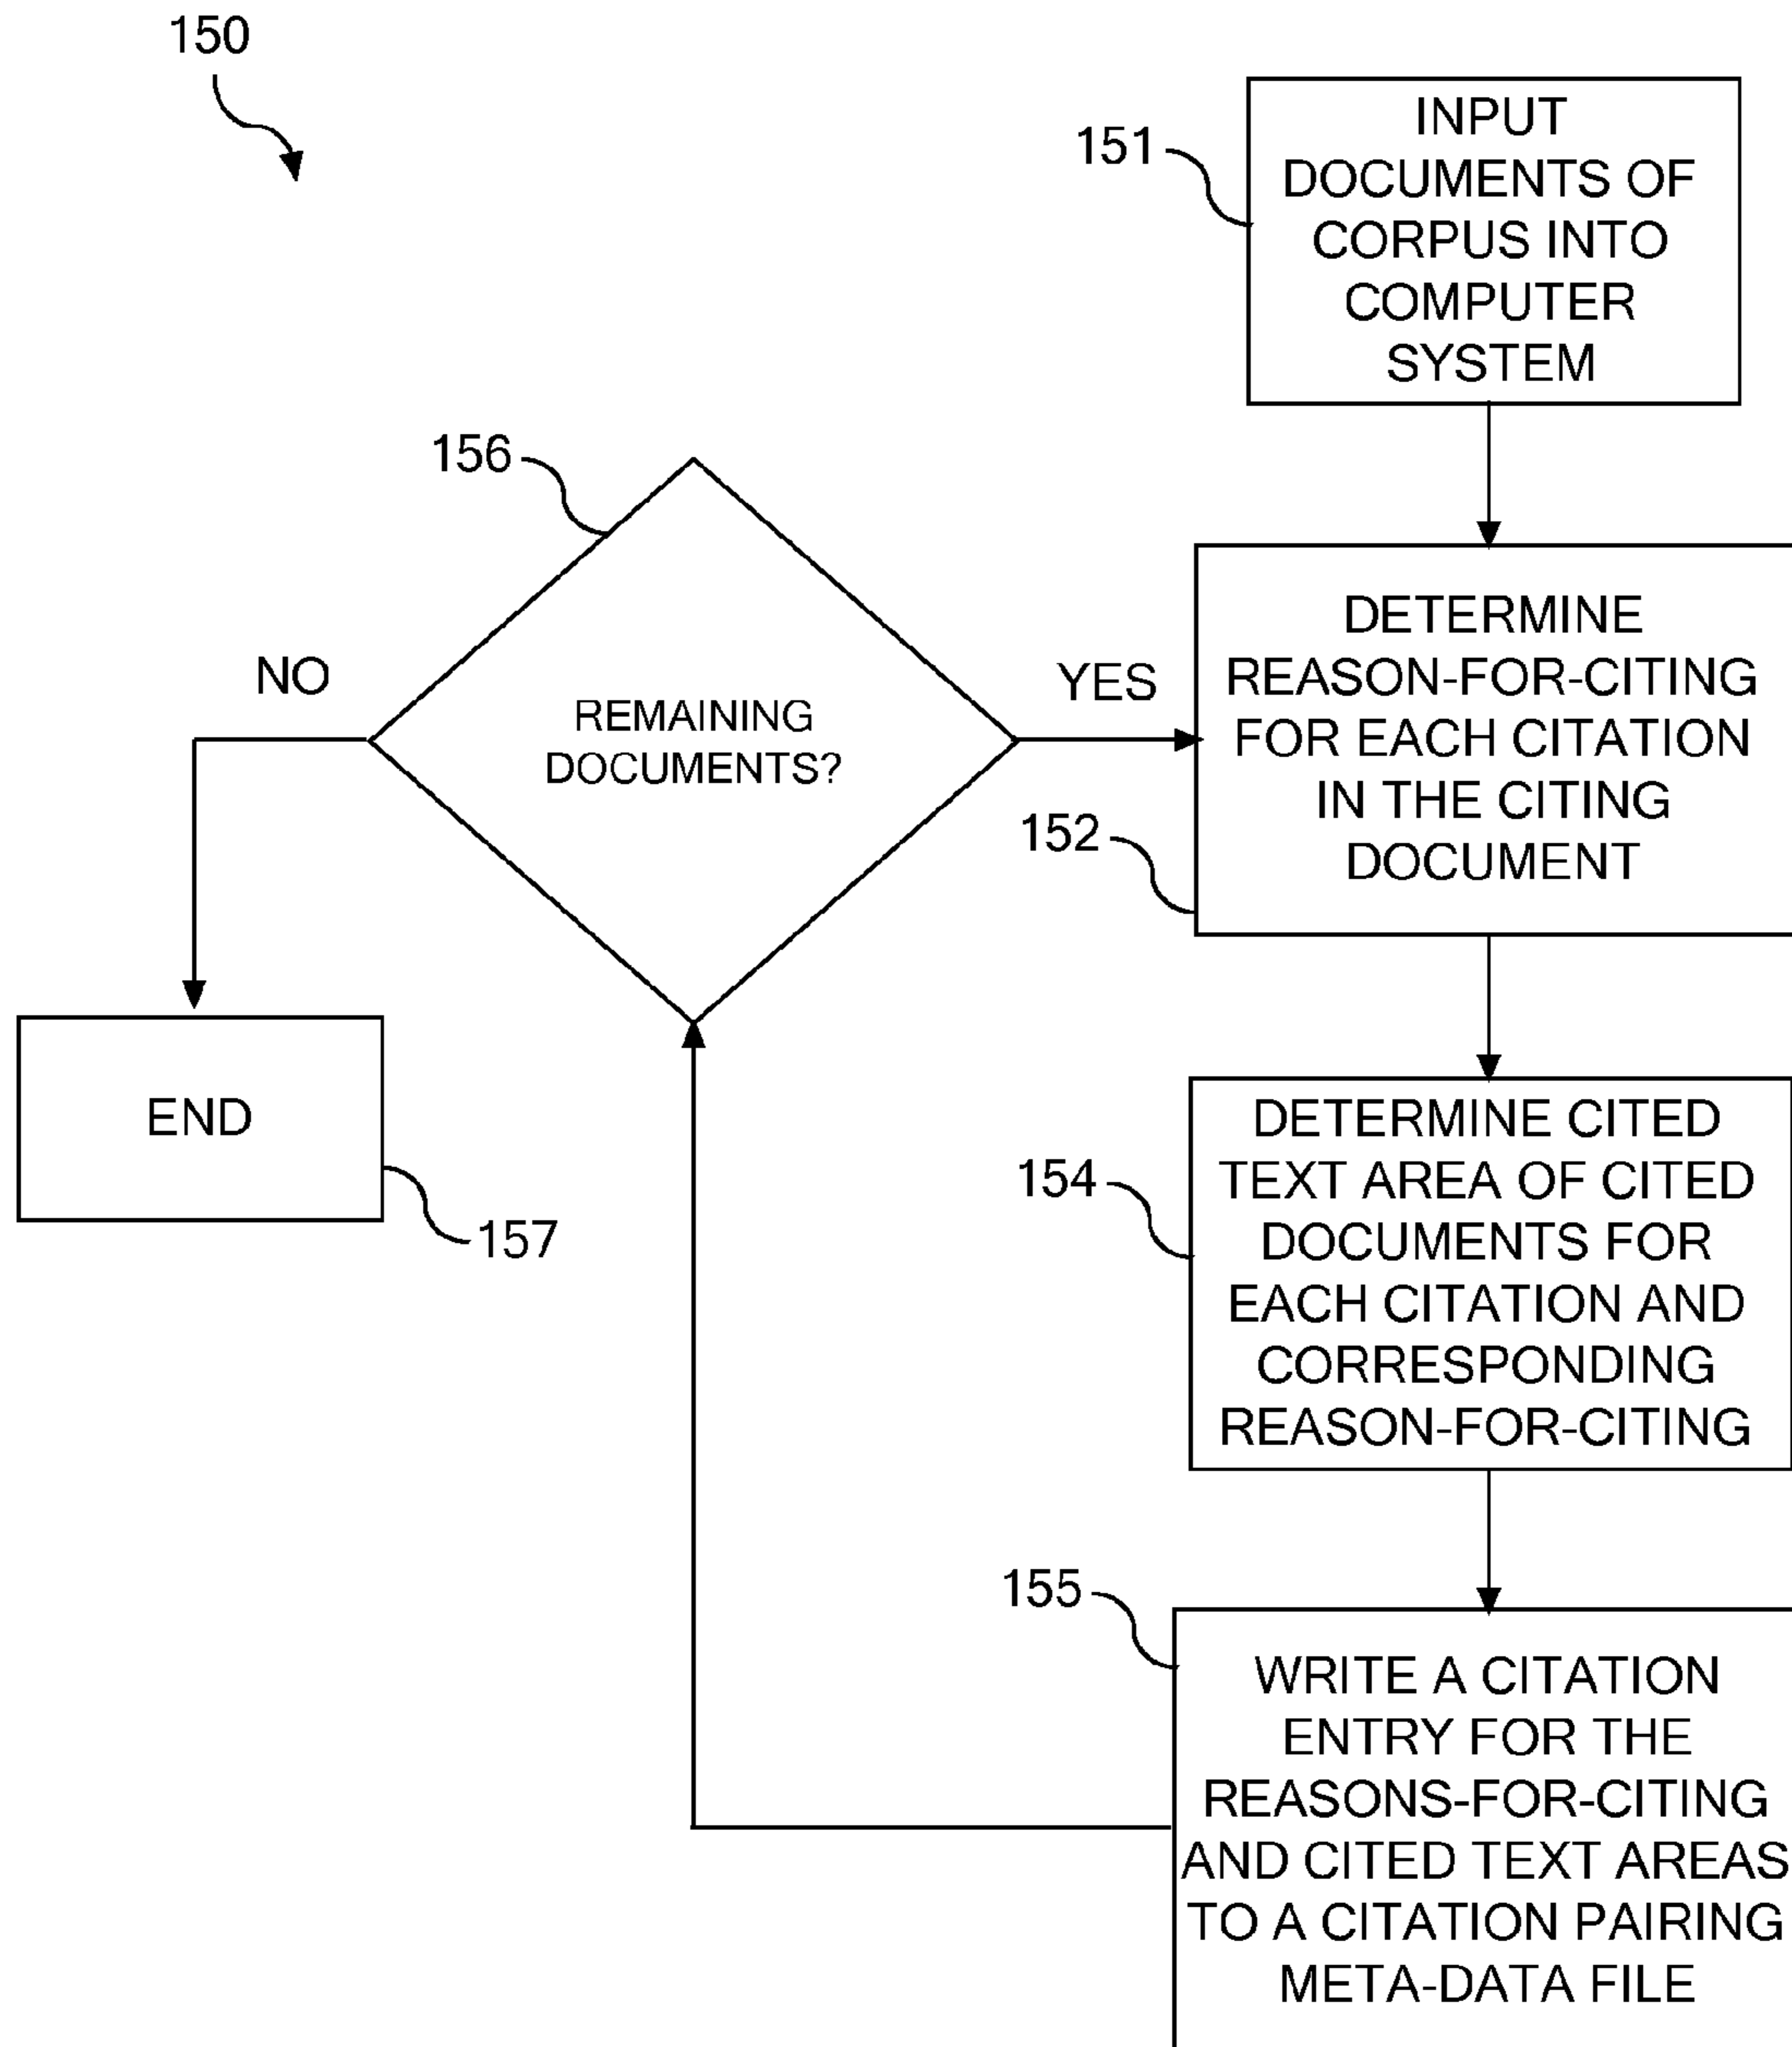 150
151
INPUT
DOCUMENTS OF
CORPUS INTO
COMPUTER
SYSTEM
156
REMAINING
DOCUMENTS?
NO
YES
152
DETERMINE
REASON-FOR-CITING
FOR EACH CITATION
IN THE CITING
DOCUMENT
END
157
154
DETERMINE CITED
TEXT AREA OF CITED
DOCUMENTS FOR
EACH CITATION AND
CORRESPONDING
REASON-FOR-CITING
155
WRITE A CITATION
ENTRY FOR THE
REASONS-FOR-CITING
AND CITED TEXT AREAS
TO A CITATION PAIRING
META-DATA FILE